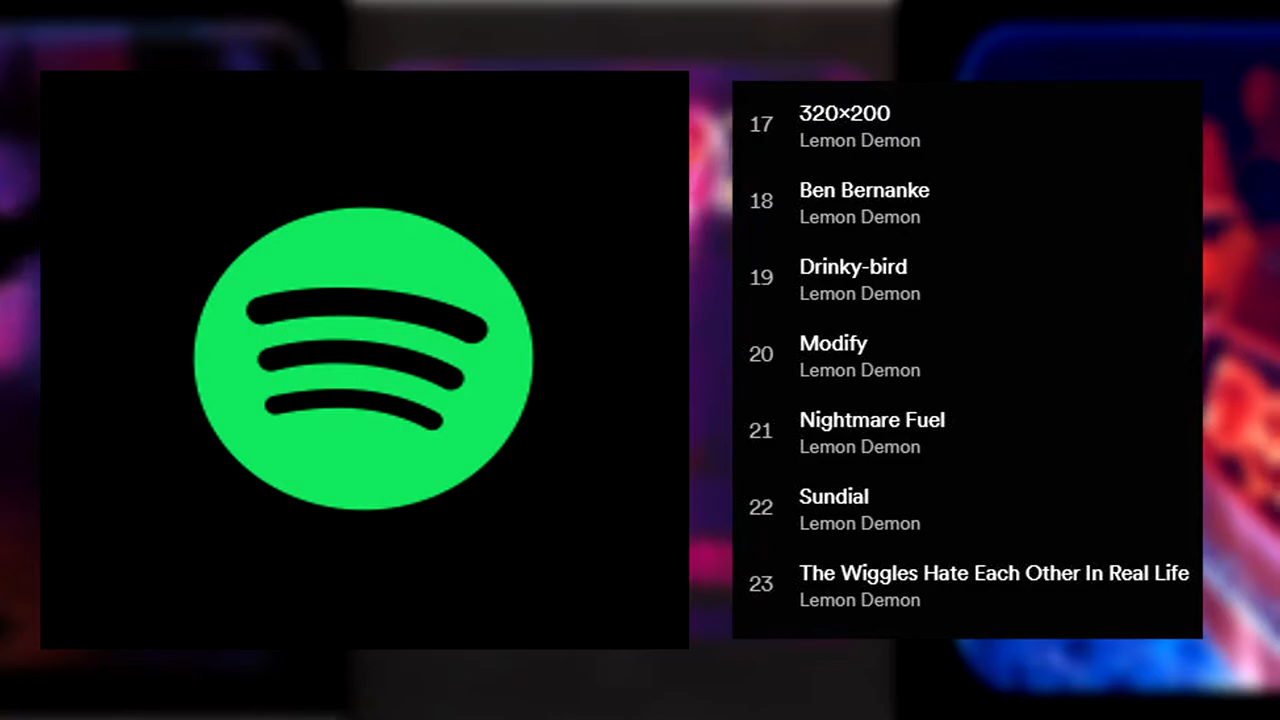 17
320×200
Lemon Demon
18
Ben Bernanke
Lemon Demon
19
Drinky-bird
Lemon Demon
20
Modify
Lemon Demon
21
Nightmare Fuel
Lemon Demon
22
Sundial
Lemon Demon
23
The Wiggles Hate Each Other In Real Life
Lemon Demon